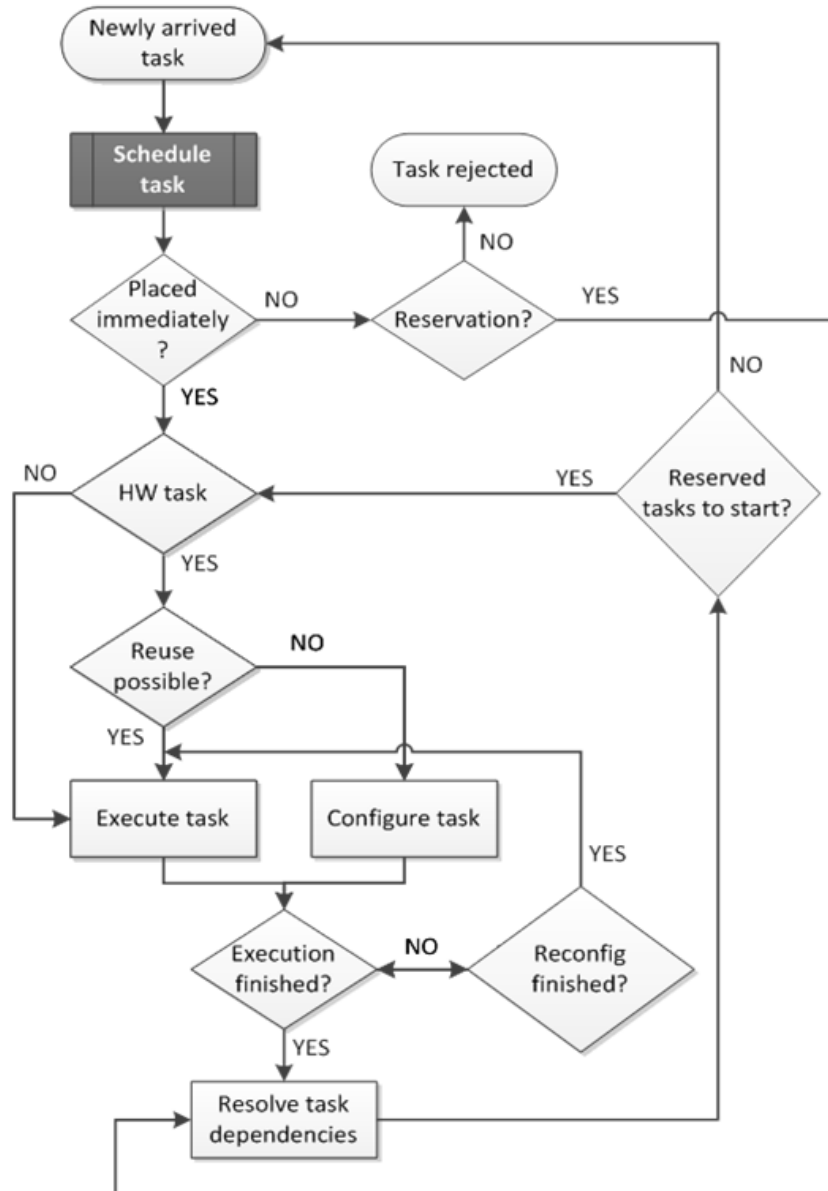 Newly arrived
task
Schedule
task
Task rejected
NO
Placed
immediately
?
NO
Reservation?
YES
YES
NO
NO
HW task
YES
Reserved
tasks to start?
YES
Reuse
possible?
NO
YES
Execute task
Configure task
YES
Execution
finished?
NO
Reconfig
finished?
YES
Resolve task
dependencies